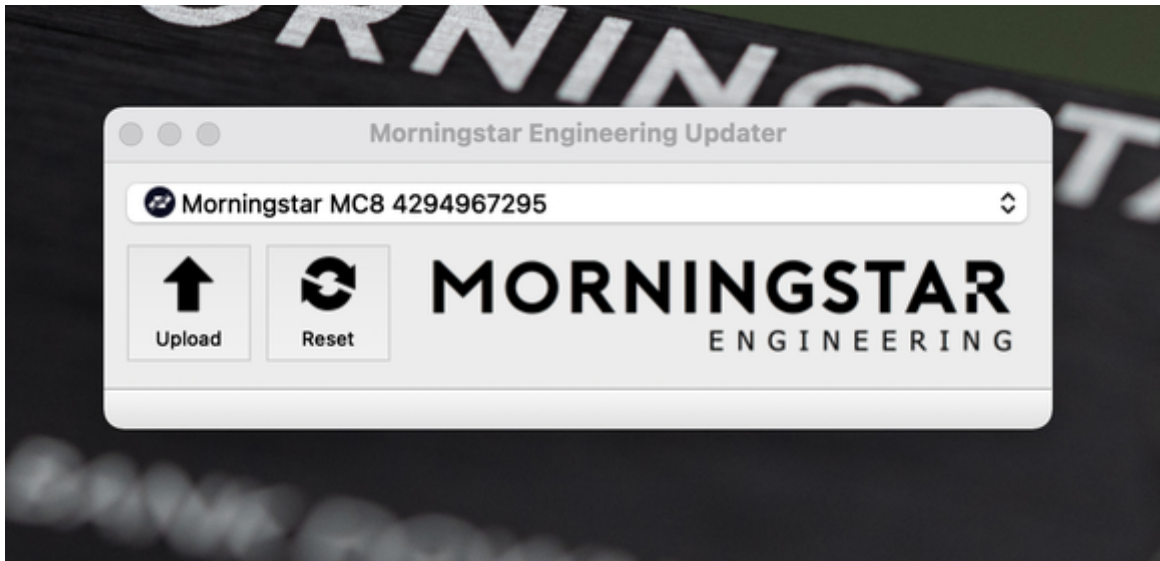 Morningstar Engineering Updater
Morningstar MC8 4294967295
Upload
Reset
MORNINGSTAR
ENGINEERING